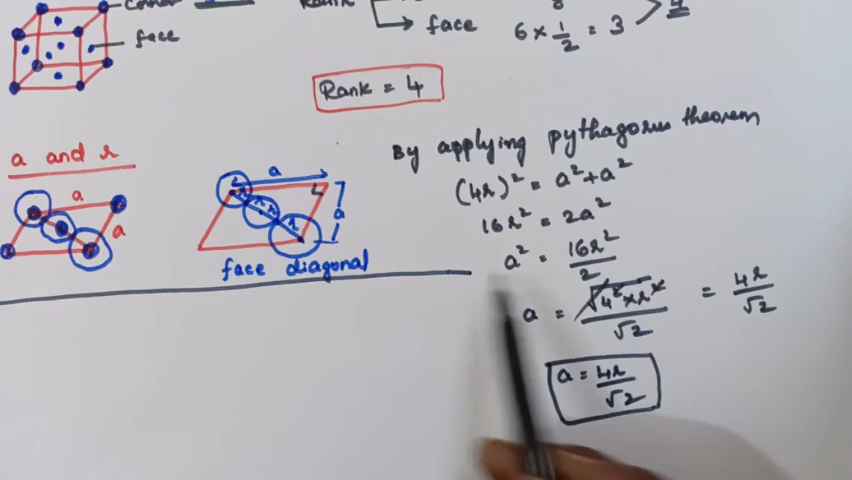 face
face
6 × 1/2 = 3
Rank = 4
a and r
a
a
a
a
r r r r
face diagonal
By applying pythagorus theorem
(4r)² = a² + a²
16r² = 2a²
a² = 16r²/2
a = √4²×r²/√2 = 4r/√2
a = 4r/√2